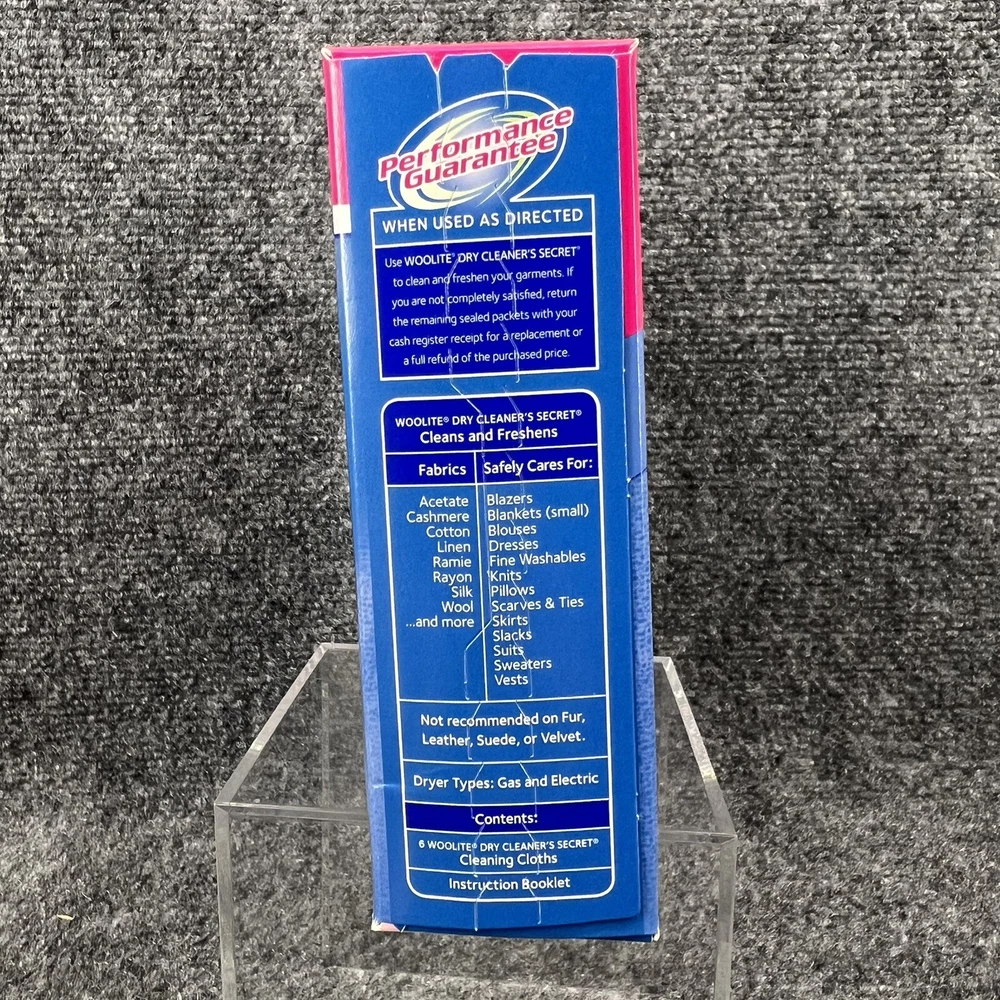 Performance
Guarantee
WHEN USED AS DIRECTED
Use WOOLITE® DRY CLEANER'S SECRET®
to clean and freshen your garments. If
you are not completely satisfied, return
the remaining sealed packets with your
cash register receipt for a replacement or
a full refund of the purchased price.
WOOLITE® DRY CLEANER'S SECRET®
Cleans and Freshens
Fabrics Safely Cares For:
Acetate Blazers
Cashmere Blankets (small)
Cotton Blouses
Linen Dresses
Ramie Fine Washables
Rayon Knits
Silk Pillows
Wool Scarves & Ties
...and more Skirts
Slacks
Suits
Sweaters
Vests
Not recommended on Fur,
Leather, Suede, or Velvet.
Dryer Types: Gas and Electric
Contents:
6 WOOLITE® DRY CLEANER'S SECRET®
Cleaning Cloths
Instruction Booklet